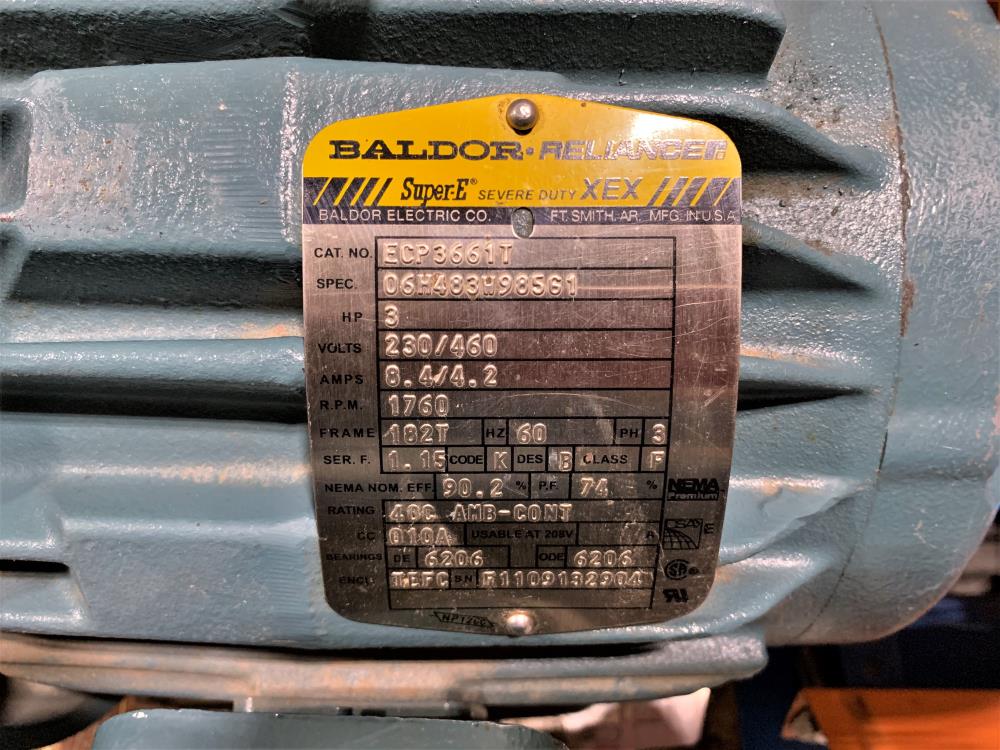 BALDOR • RELIANCE
Super-E® SEVERE DUTY XEX
BALDOR ELECTRIC CO. FT. SMITH, AR. MFG. IN U.S.A
CAT. NO. ECP3661T
SPEC. 06H483H985G1
HP 3
VOLTS 230/460
AMPS 8.4/4.2
R.P.M. 1760
FRAME 182T HZ 60 PH 3
SER. F. 1.15 CODE K DES B CLASS F
NEMA NOM. EFF. 90.2 % P.F. 74 % NEMA
Premium
RATING 40C AMB-CONT
CC 010A USABLE AT 208V A
BEARINGS DE 6206 ODE 6206
ENCL. TEFC SN F1109132904